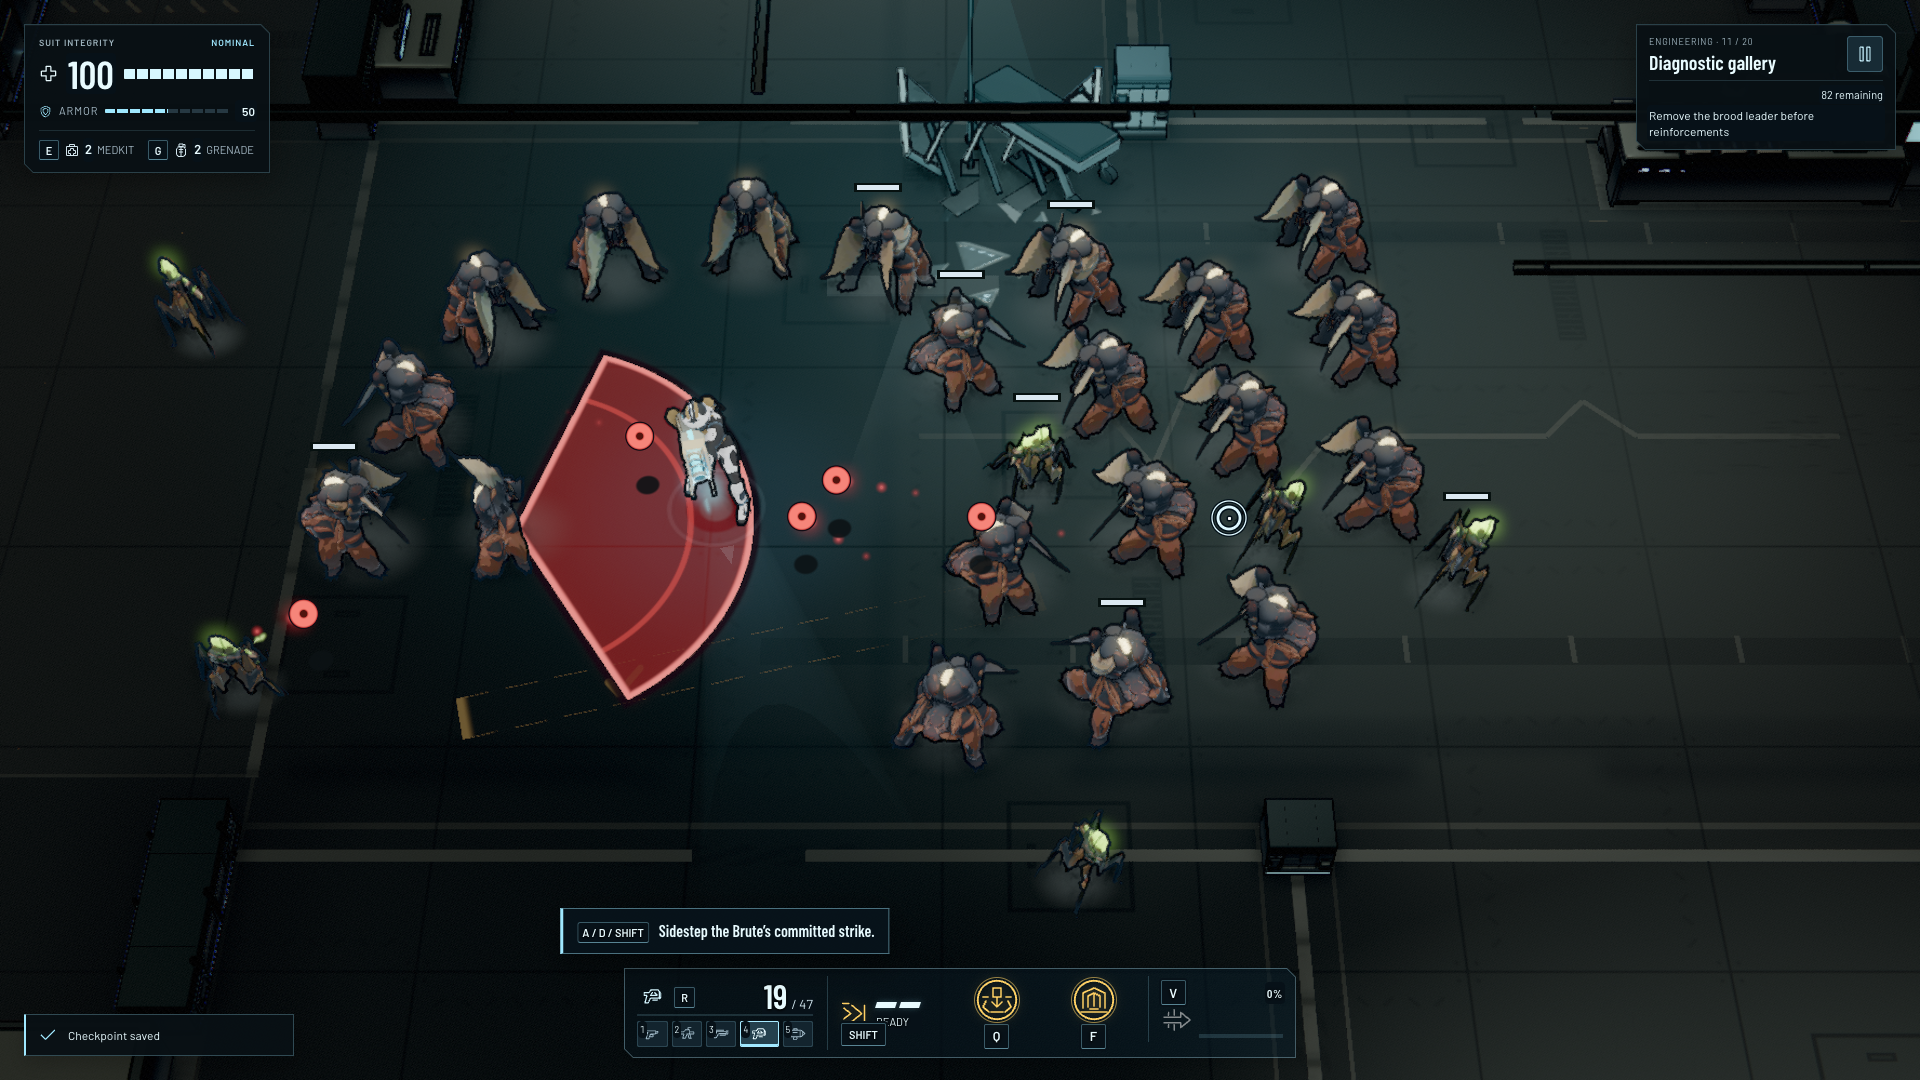 SUIT INTEGRITY NOMINAL
100
ARMOR 50
E 2 MEDKIT G 2 GRENADE
ENGINEERING · 11 / 20
Diagnostic gallery
82 remaining
Remove the brood leader before
reinforcements
A / D / SHIFT Sidestep the Brute's committed strike.
R 19 / 47
1 2 3 4 5
READY
SHIFT
Q
F
V 0%
Checkpoint saved